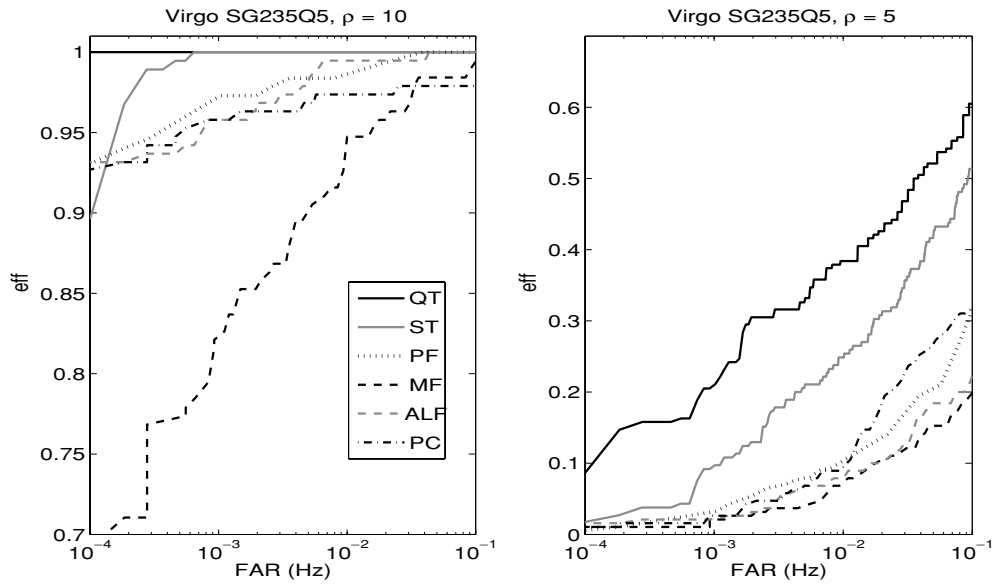 Virgo SG235Q5, ρ = 10
1
0.95
0.9
0.85
0.8
0.75
0.7
eff
10⁻⁴
10⁻³
10⁻²
10⁻¹
FAR (Hz)
QT
ST
PF
MF
ALF
PC
Virgo SG235Q5, ρ = 5
0.6
0.5
0.4
0.3
0.2
0.1
0
eff
10⁻⁴
10⁻³
10⁻²
10⁻¹
FAR (Hz)